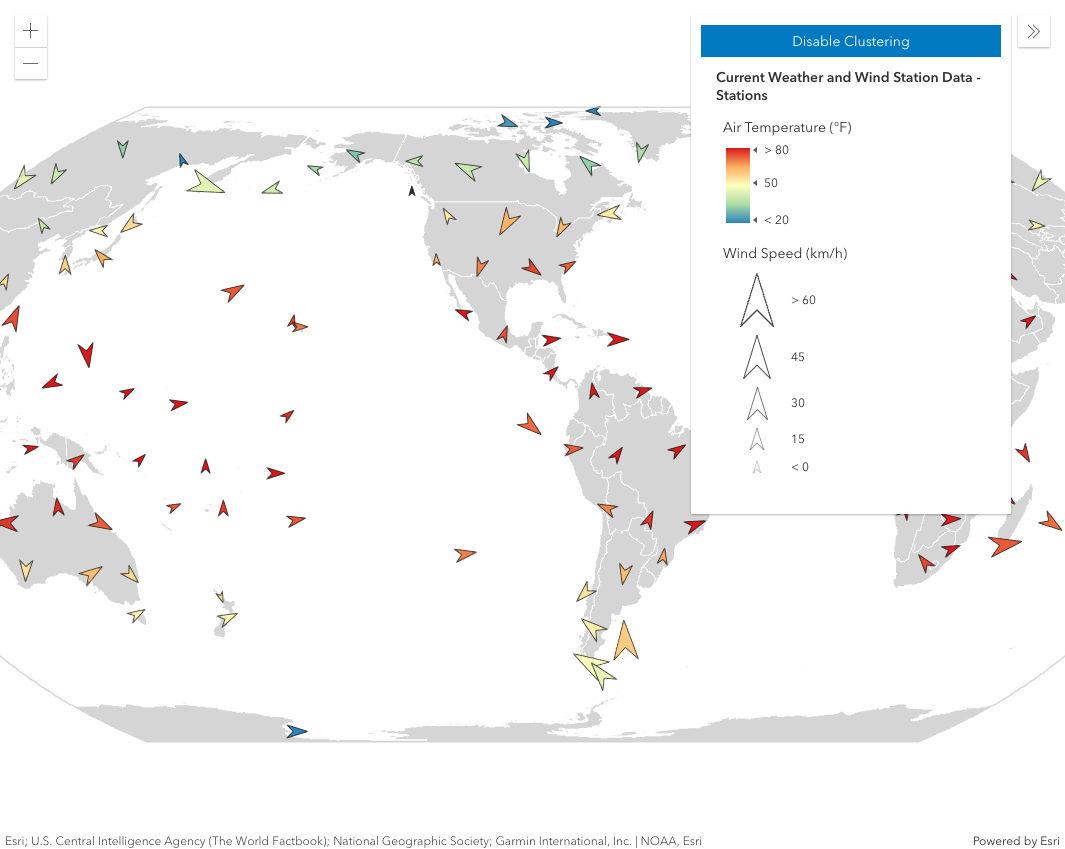 Disable Clustering
Current Weather and Wind Station Data -
Stations
Air Temperature (°F)
> 80
50
< 20
Wind Speed (km/h)
> 60
45
30
15
< 0
Esri; U.S. Central Intelligence Agency (The World Factbook); National Geographic Society; Garmin International, Inc. | NOAA, Esri
Powered by Esri